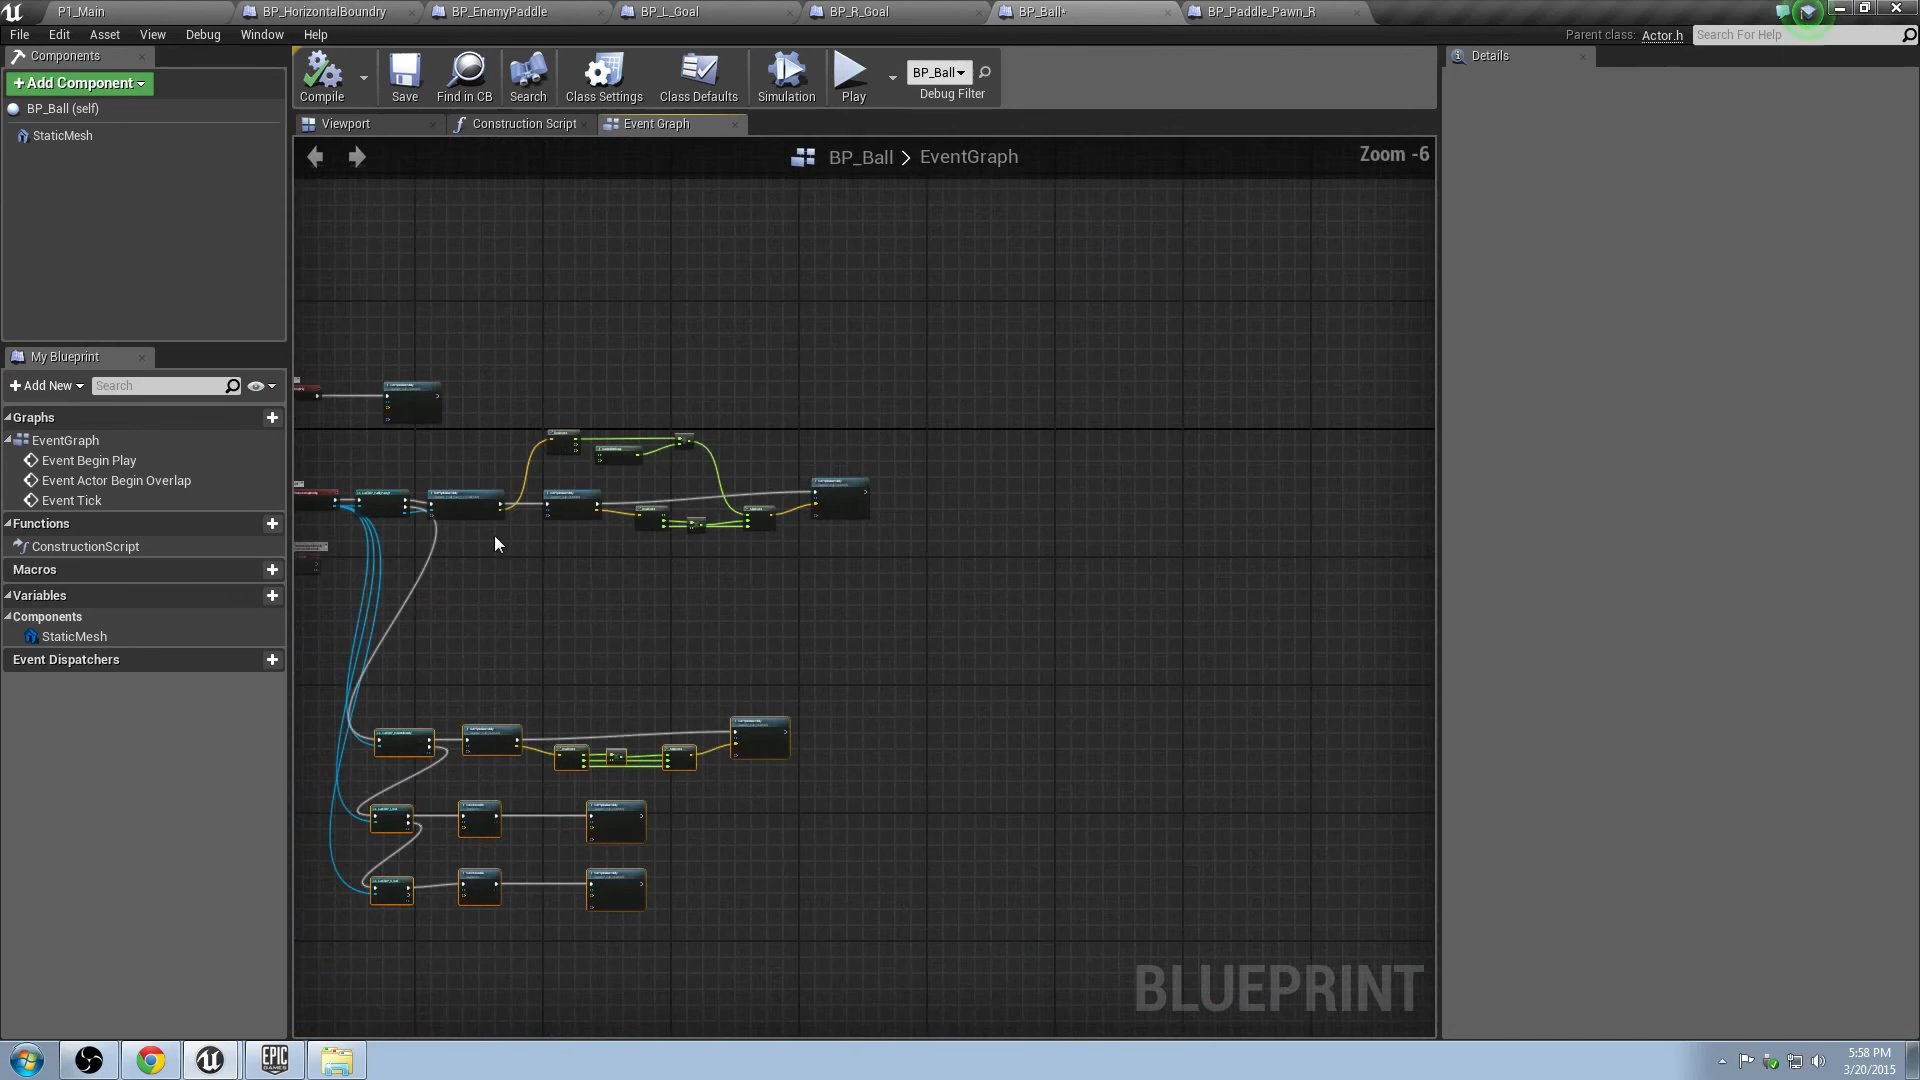 P1_Main
BP_HorizontalBoundry
BP_EnemyPaddle
BP_L_Goal
BP_R_Goal
BP_Ball*
BP_Paddle_Pawn_R
File Edit Asset View Debug Window Help
Parent class: Actor.h
Search For Help
Components
+Add Component
BP_Ball (self)
StaticMesh
Compile
Save
Find in CB
Search
Class Settings
Class Defaults
Simulation
Play
BP_Ball
Debug Filter
Details
Viewport
Construction Script
Event Graph
BP_Ball > EventGraph
Zoom -6
My Blueprint
+Add New
Search
Graphs
EventGraph
Event Begin Play
Event Actor Begin Overlap
Event Tick
Functions
ConstructionScript
Macros
Variables
Components
StaticMesh
Event Dispatchers
BLUEPRINT
EPIC
GAMES
5:58 PM
3/20/2015